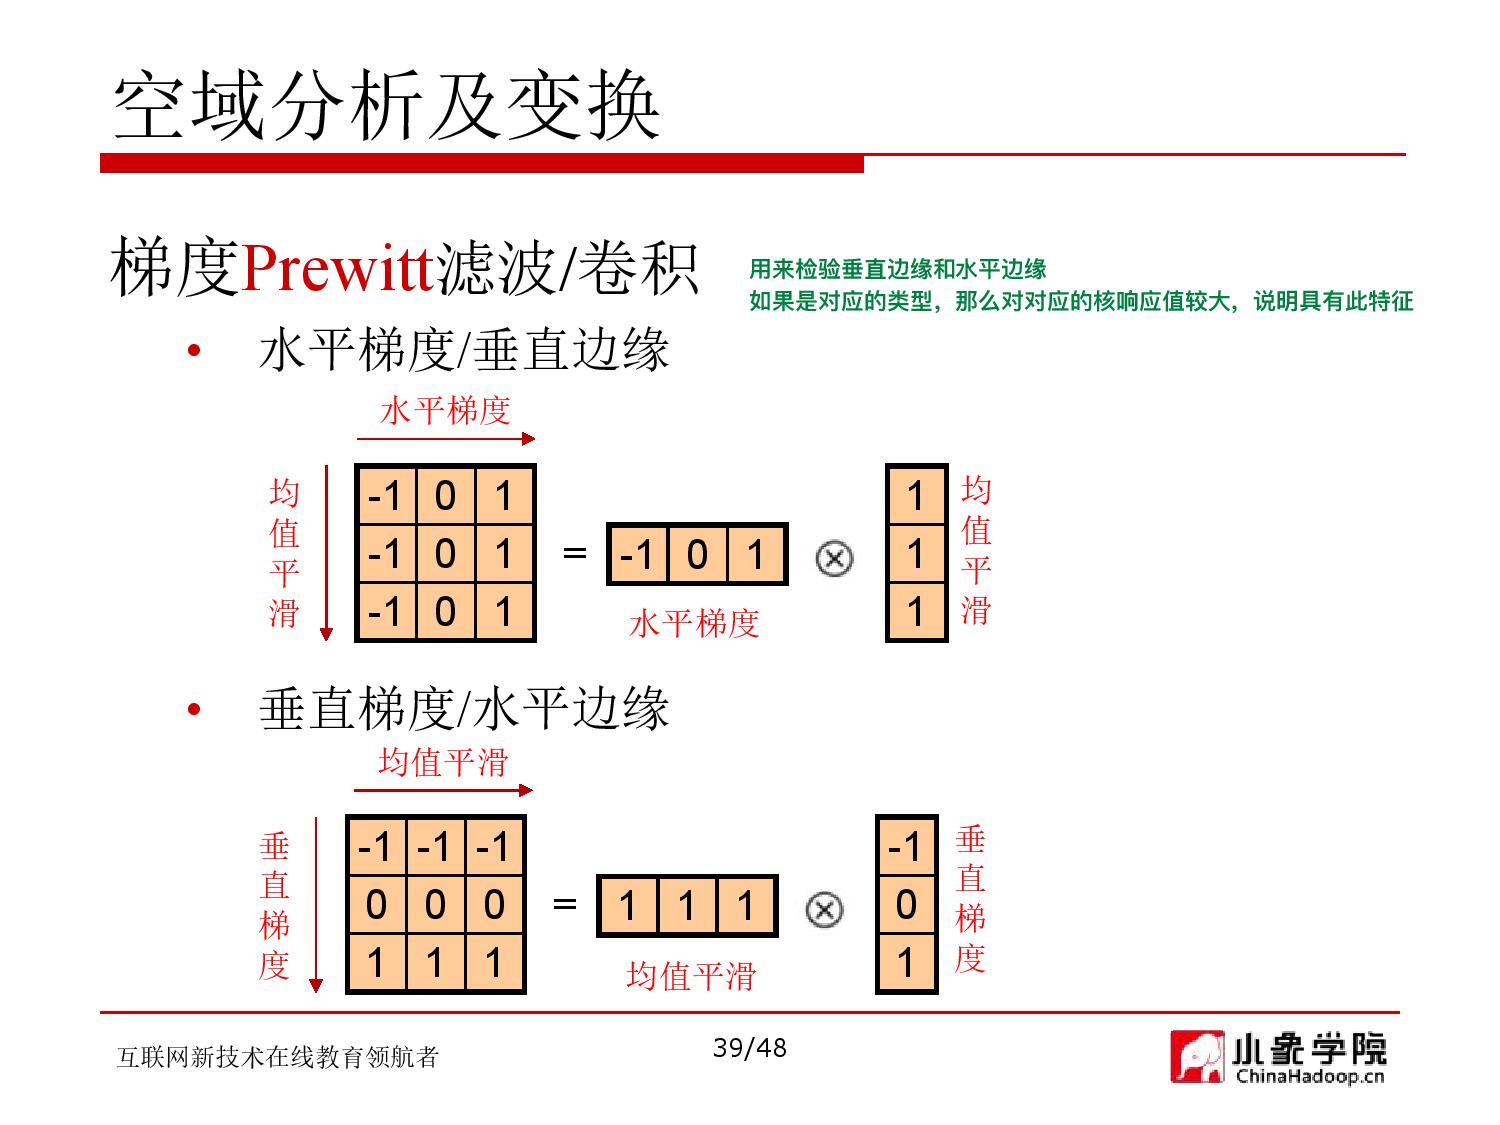 空域分析及变换
梯度Prewitt滤波/卷积
用来检验垂直边缘和水平边缘
如果是对应的类型，那么对对应的核响应值较大，说明具有此特征
• 水平梯度/垂直边缘
水平梯度
均值平滑
-1 0 1
-1 0 1
-1 0 1
=
-1 0 1
水平梯度
⊗
1
1
1
均值平滑
• 垂直梯度/水平边缘
均值平滑
垂直梯度
-1 -1 -1
0 0 0
1 1 1
=
1 1 1
均值平滑
⊗
-1
0
1
垂直梯度
互联网新技术在线教育领航者
39/48
小象学院
ChinaHadoop.cn